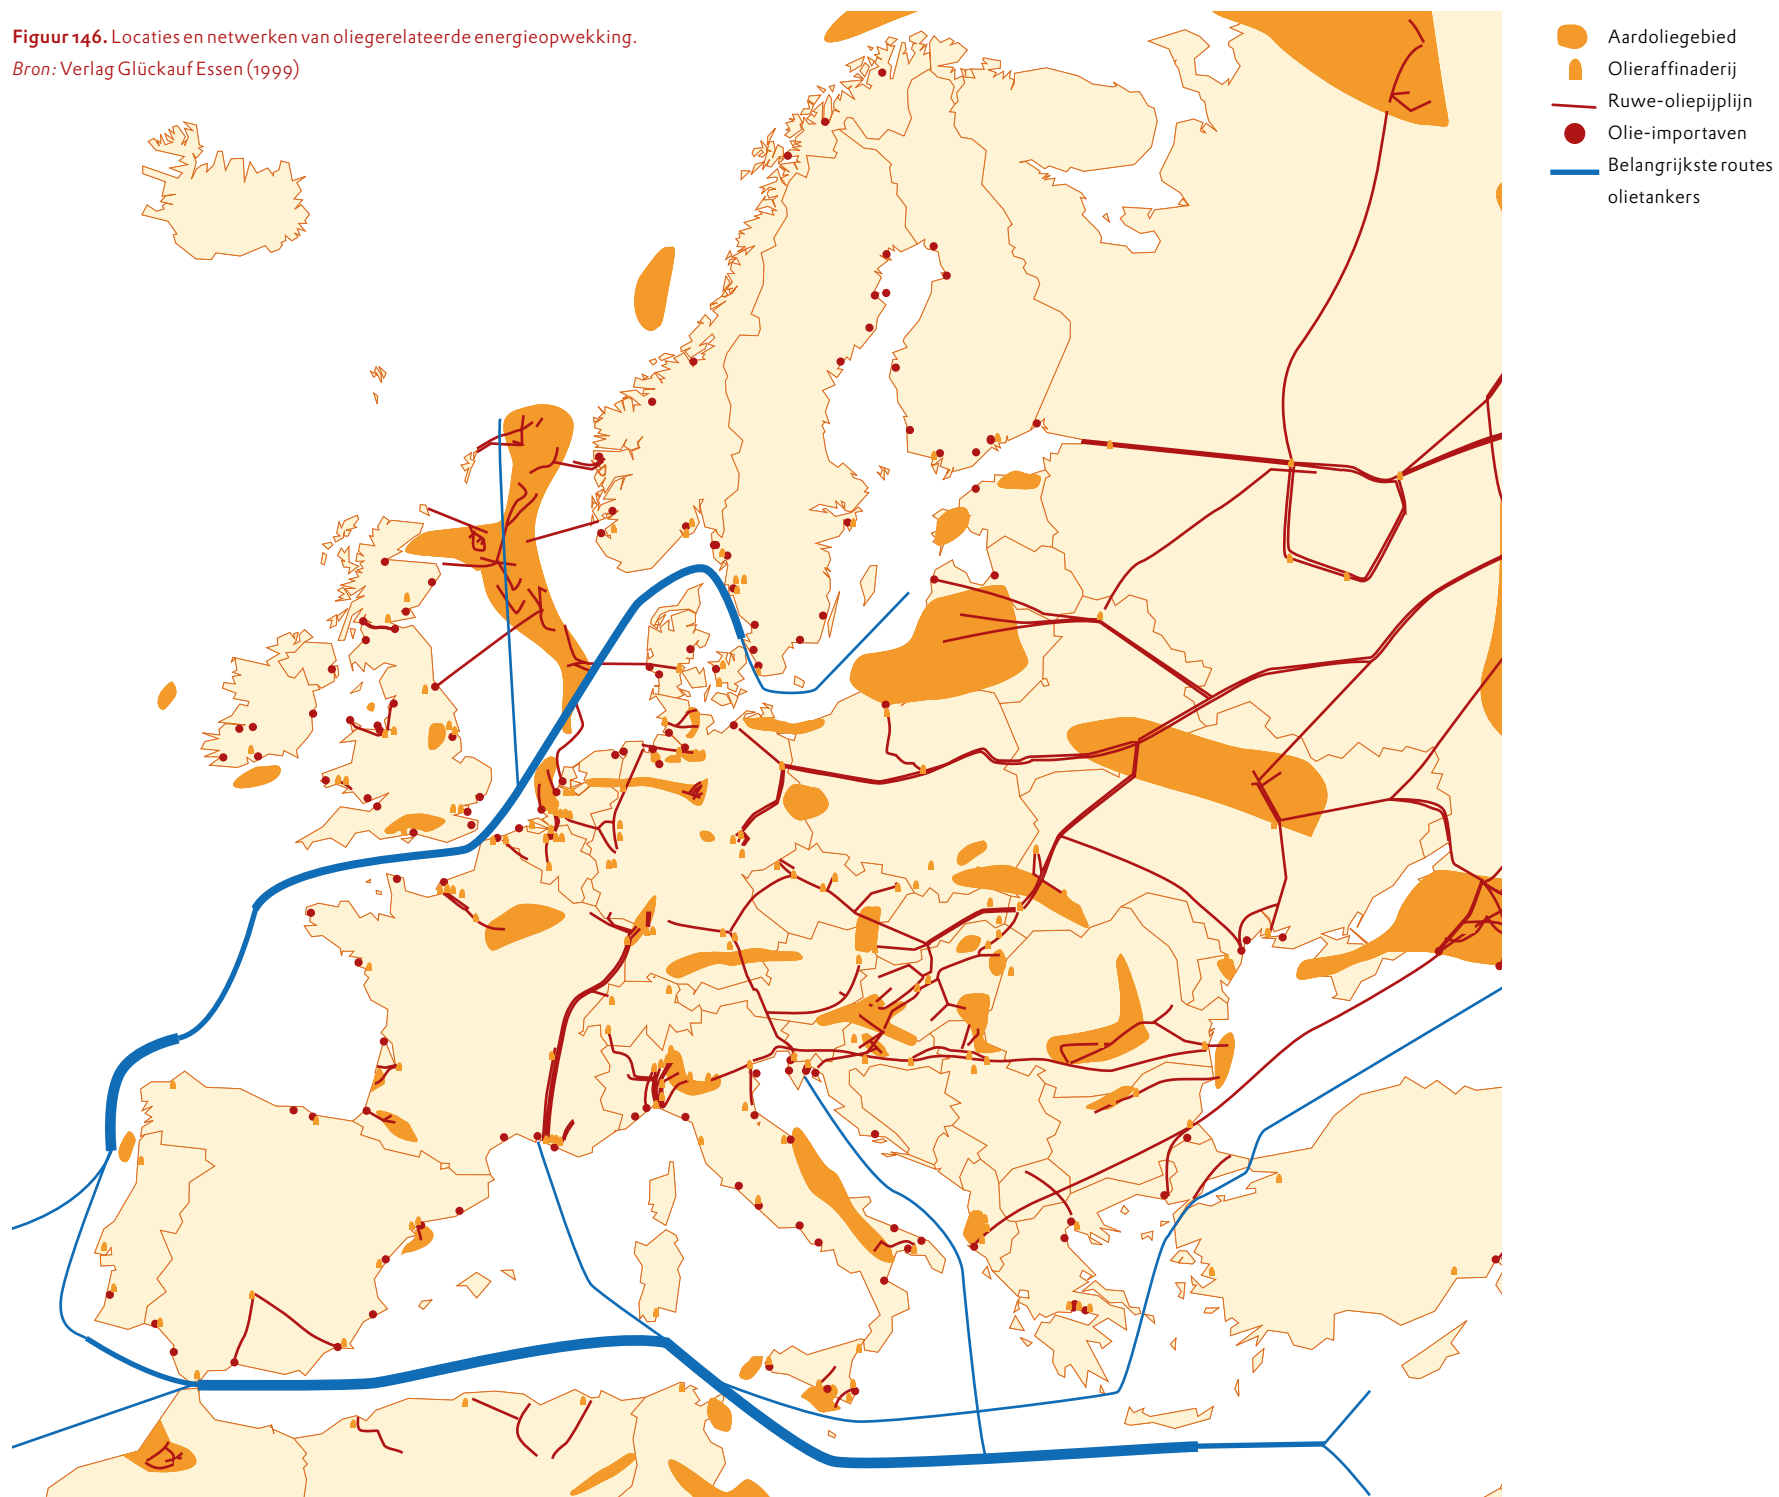 Figuur 146. Locaties en netwerken van oliegerelateerde energieopwekking.
Bron: Verlag Glückauf Essen (1999)
Aardoliegebied
Olieraffinaderij
Ruwe-oliepijplijn
Olie-importaven
Belangrijkste routes
olietankers